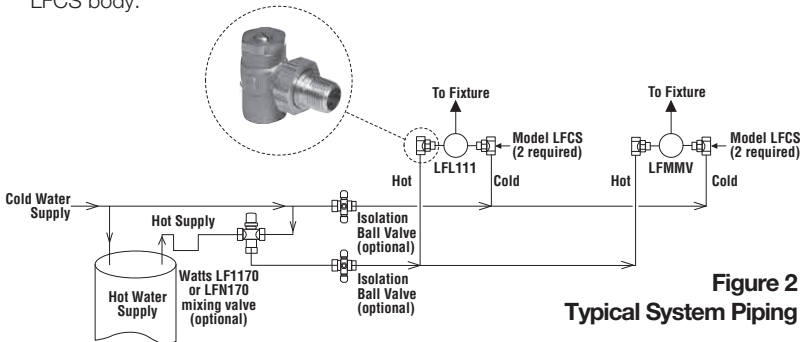 LFCS body.
To Fixture
To Fixture
Model LFCS
(2 required)
Model LFCS
(2 required)
LFL111
LFMMV
Hot
Cold
Hot
Cold
Cold Water
Supply
Hot Supply
Isolation
Ball Valve
(optional)
Watts LF1170
or LFN170
mixing valve
(optional)
Hot Water
Supply
Isolation
Ball Valve
(optional)
Figure 2
Typical System Piping